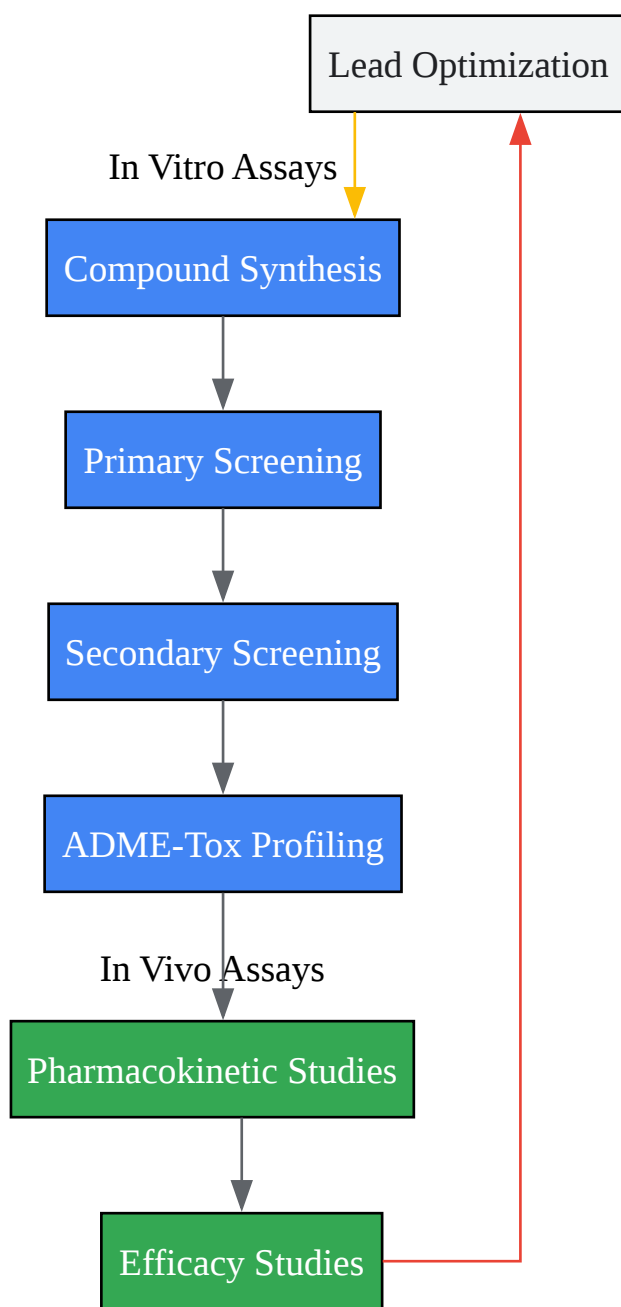 Lead Optimization
In Vitro Assays
Compound Synthesis
Primary Screening
Secondary Screening
ADME-Tox Profiling
In Vivo Assays
Pharmacokinetic Studies
Efficacy Studies